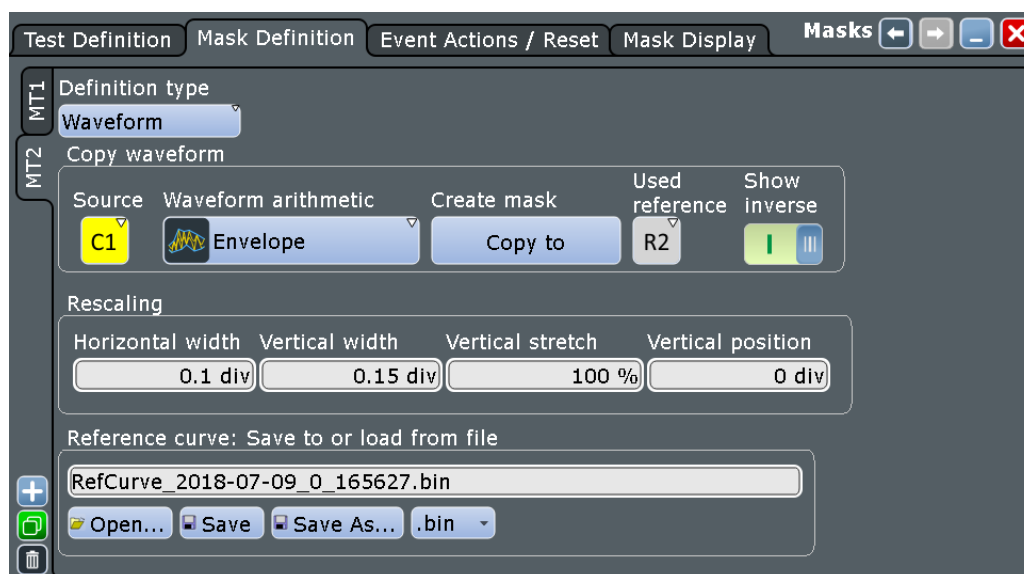 Test Definition Mask Definition Event Actions / Reset Mask Display Masks
MT1
MT2
Definition type
Waveform
Copy waveform
Source Waveform arithmetic Create mask Used reference Show inverse
C1 Envelope Copy to R2
Rescaling
Horizontal width Vertical width Vertical stretch Vertical position
0.1 div 0.15 div 100 % 0 div
Reference curve: Save to or load from file
RefCurve_2018-07-09_0_165627.bin
Open... Save Save As... .bin